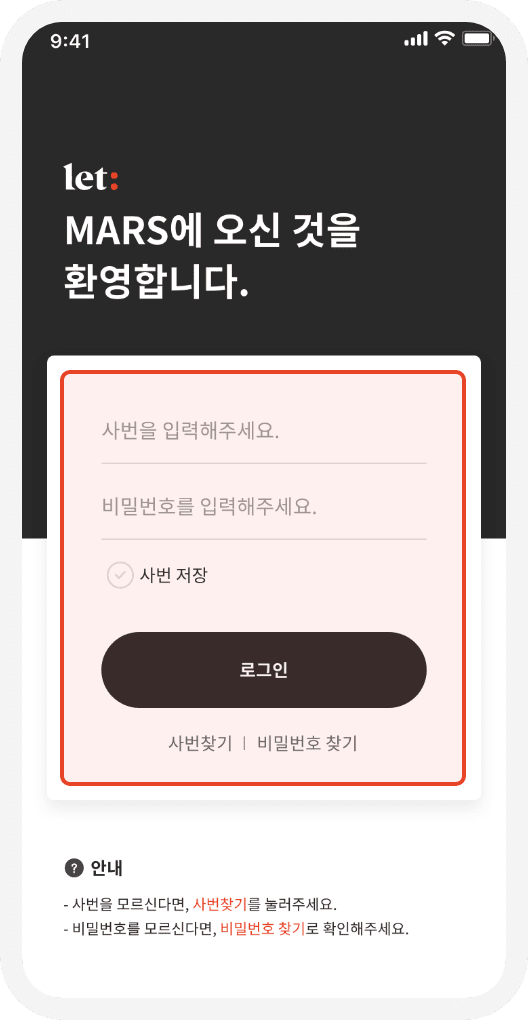 9:41
let:
MARS에 오신 것을
환영합니다.
사번을 입력해주세요.
비밀번호를 입력해주세요.
사번 저장
로그인
사번찾기 | 비밀번호 찾기
? 안내
- 사번을 모르신다면, 사번찾기를 눌러주세요.
- 비밀번호를 모르신다면, 비밀번호 찾기로 확인해주세요.